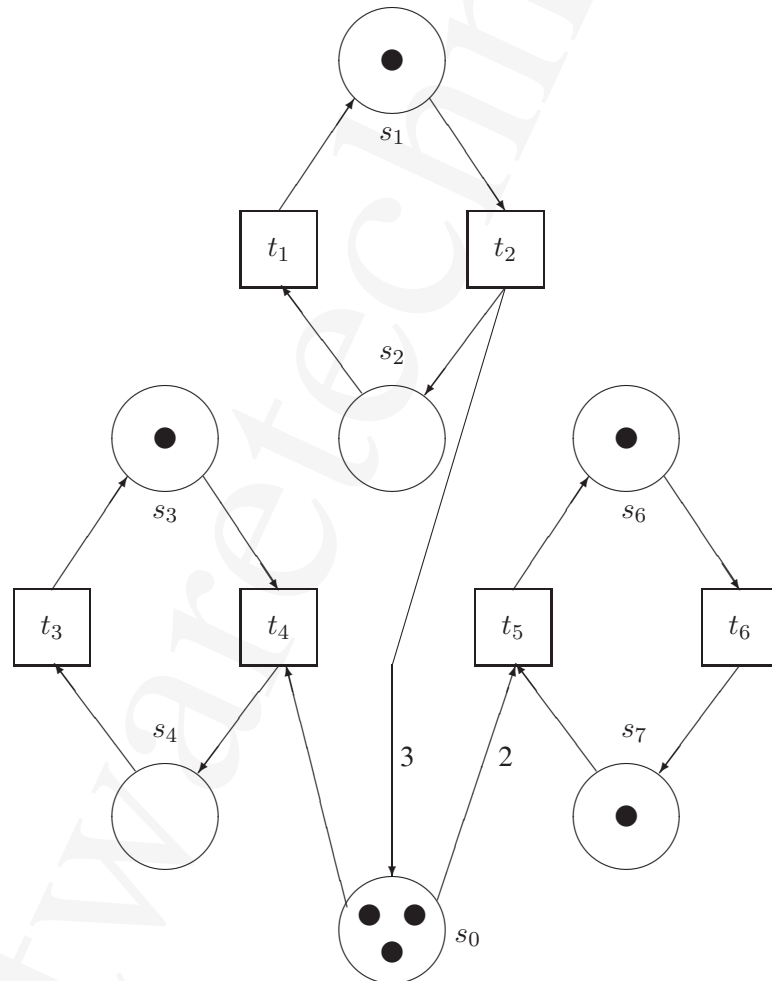 s₁
t₁ t₂
s₂
s₃ s₆
t₃ t₄ t₅ t₆
s₄ s₇
3 2
s₀